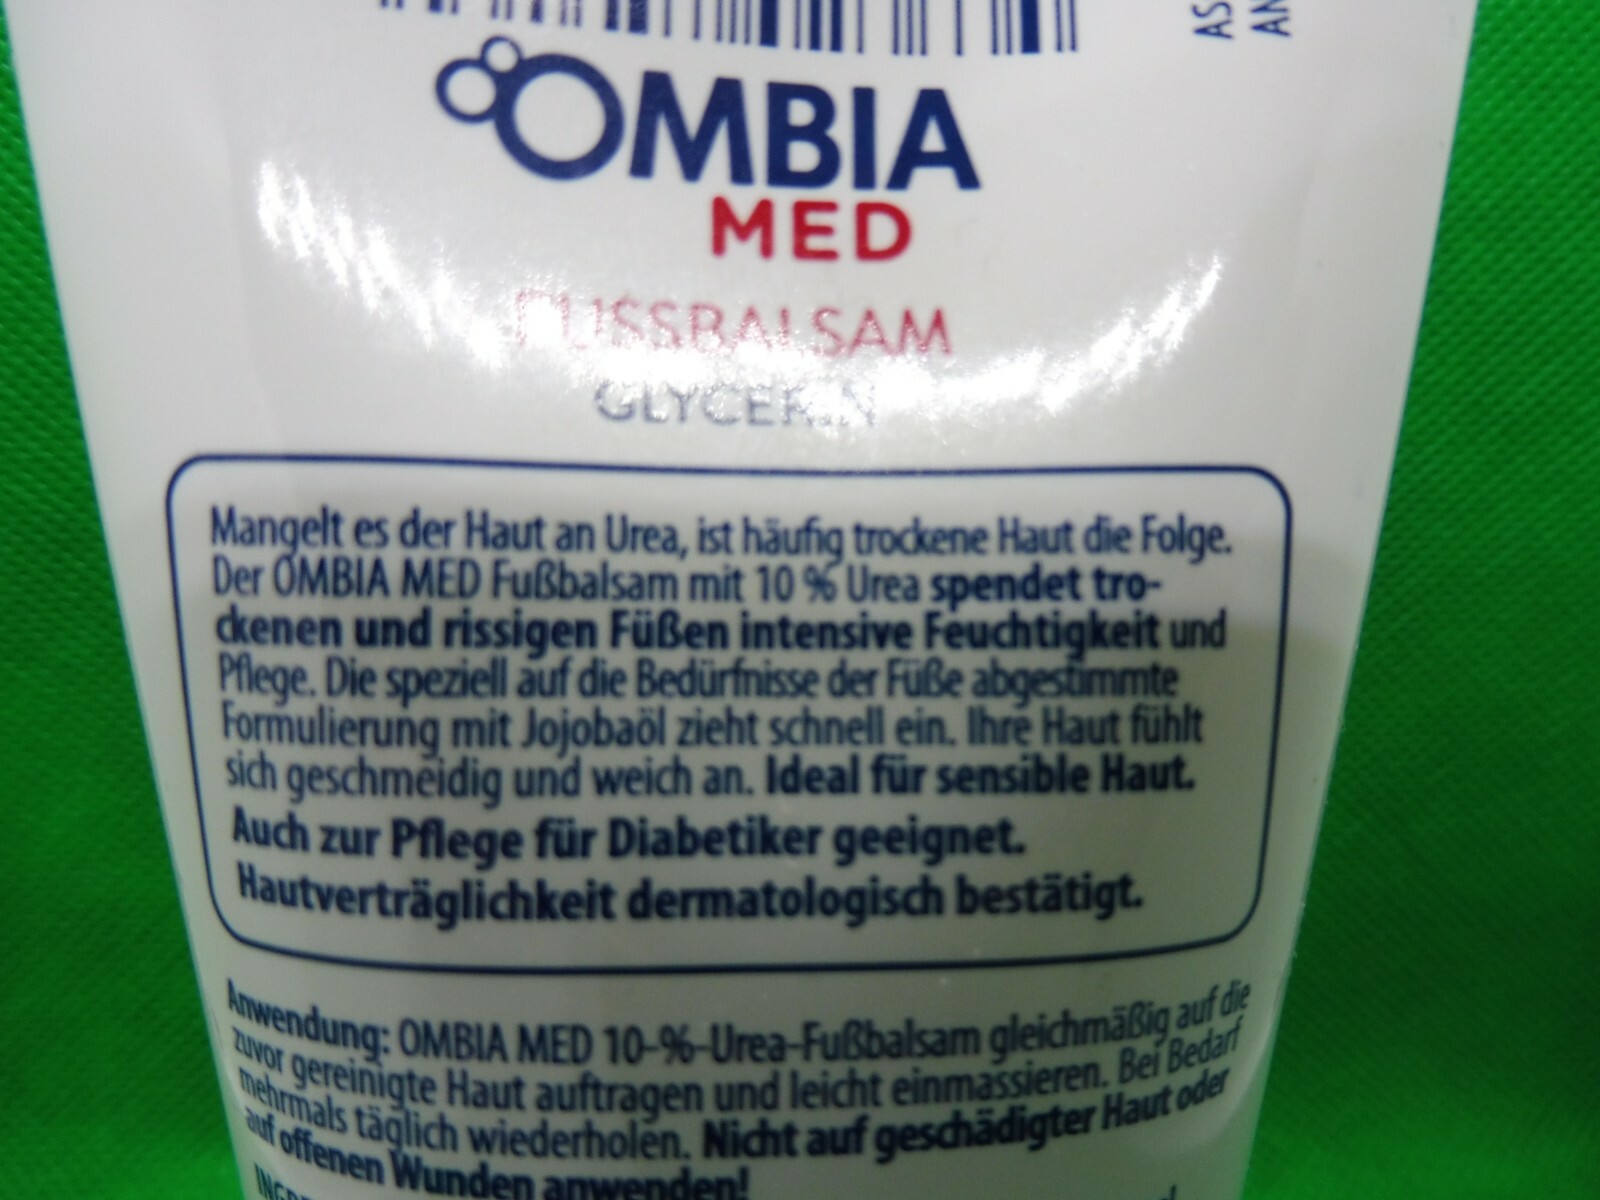 AS
AN
OMBIA
MED
FUSSBALSAM
GLYCERIN
Mangelt es der Haut an Urea, ist häufig trockene Haut die Folge.
Der OMBIA MED Fußbalsam mit 10 % Urea spendet tro-
ckenen und rissigen Füßen intensive Feuchtigkeit und
Pflege. Die speziell auf die Bedürfnisse der Füße abgestimmte
Formulierung mit Jojobaöl zieht schnell ein. Ihre Haut fühlt
sich geschmeidig und weich an. Ideal für sensible Haut.
Auch zur Pflege für Diabetiker geeignet.
Hautverträglichkeit dermatologisch bestätigt.
Anwendung: OMBIA MED 10-%-Urea-Fußbalsam gleichmäßig auf die
zuvor gereinigte Haut auftragen und leicht einmassieren. Bei Bedarf
mehrmals täglich wiederholen. Nicht auf geschädigter Haut oder
auf offenen Wunden anwenden!